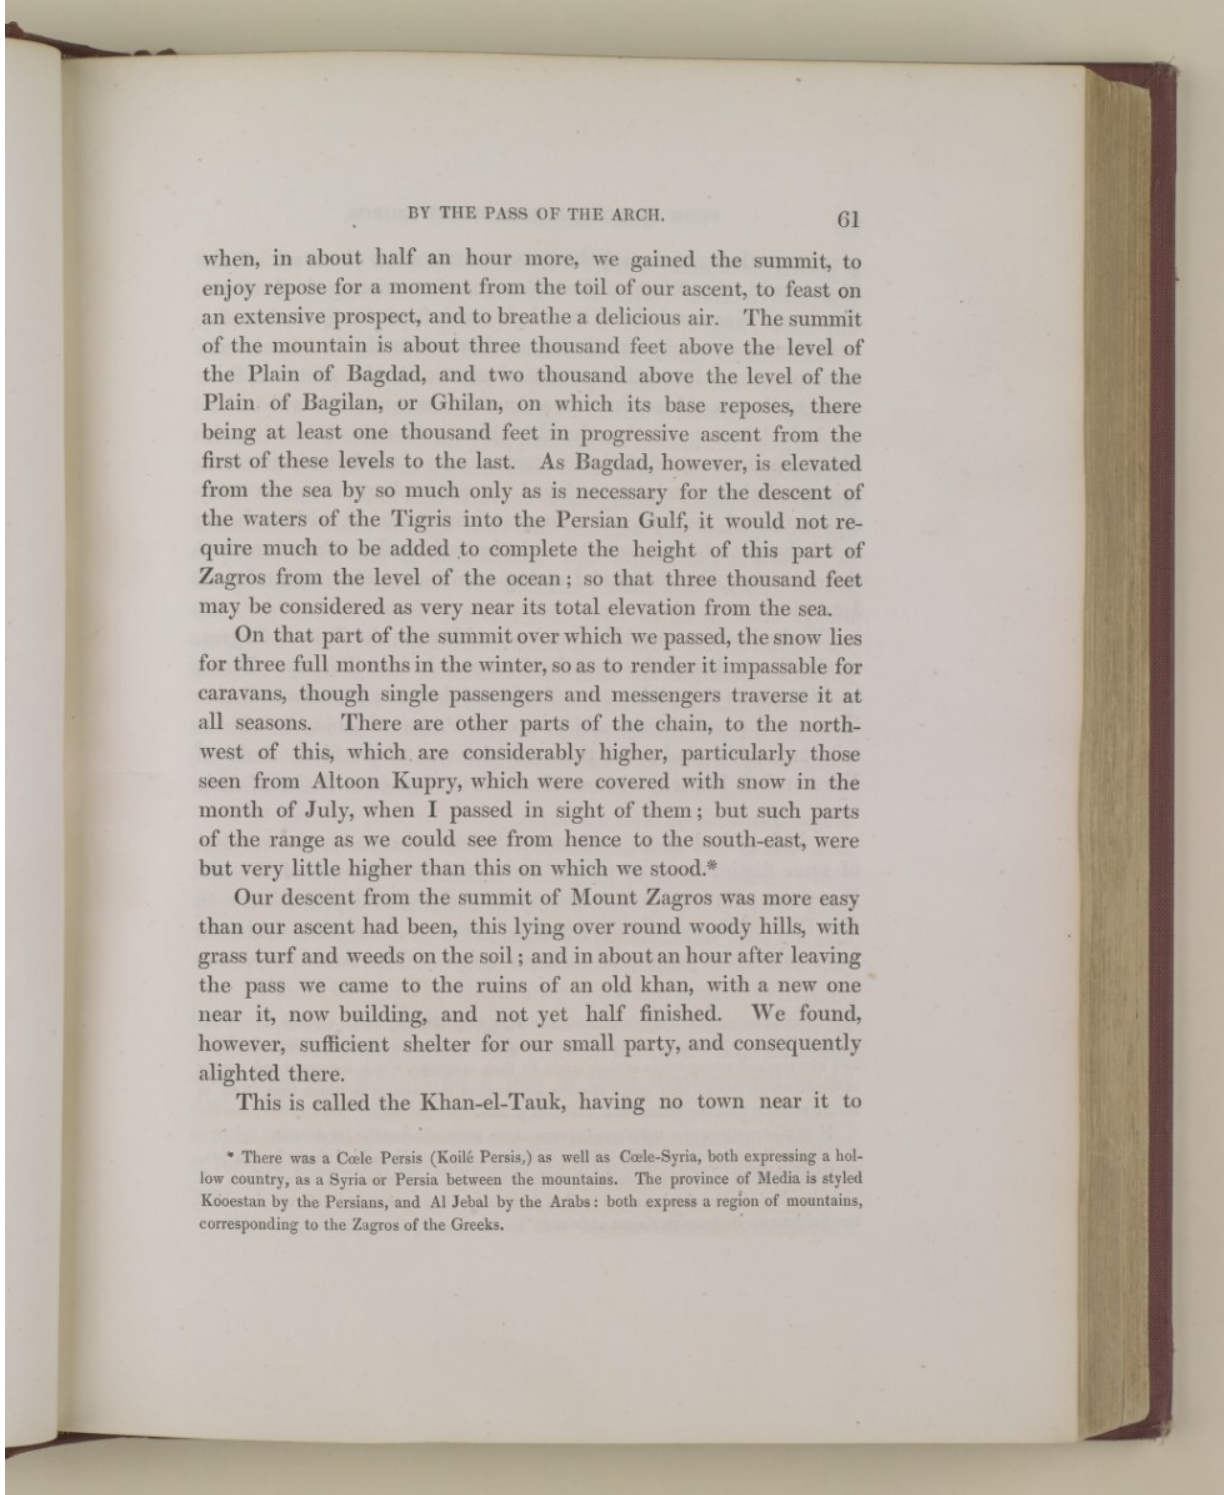 BY THE PASS OF THE ARCH. 61
when, in about half an hour more, we gained the summit, to
enjoy repose for a moment from the toil of our ascent, to feast on
an extensive prospect, and to breathe a delicious air. The summit
of the mountain is about three thousand feet above the level of
the Plain of Bagdad, and two thousand above the level of the
Plain of Bagilan, or Ghilan, on which its base reposes, there
being at least one thousand feet in progressive ascent from the
first of these levels to the last. As Bagdad, however, is elevated
from the sea by so much only as is necessary for the descent of
the waters of the Tigris into the Persian Gulf, it would not re-
quire much to be added to complete the height of this part of
Zagros from the level of the ocean; so that three thousand feet
may be considered as very near its total elevation from the sea.
On that part of the summit over which we passed, the snow lies
for three full months in the winter, so as to render it impassable for
caravans, though single passengers and messengers traverse it at
all seasons. There are other parts of the chain, to the north-
west of this, which are considerably higher, particularly those
seen from Altoon Kupry, which were covered with snow in the
month of July, when I passed in sight of them; but such parts
of the range as we could see from hence to the south-east, were
but very little higher than this on which we stood.*
Our descent from the summit of Mount Zagros was more easy
than our ascent had been, this lying over round woody hills, with
grass turf and weeds on the soil; and in about an hour after leaving
the pass we came to the ruins of an old khan, with a new one
near it, now building, and not yet half finished. We found,
however, sufficient shelter for our small party, and consequently
alighted there.
This is called the Khan-el-Tauk, having no town near it to
* There was a Cœle Persis (Koilé Persis,) as well as Cœle-Syria, both expressing a hol-
low country, as a Syria or Persia between the mountains. The province of Media is styled
Kooestan by the Persians, and Al Jebal by the Arabs: both express a region of mountains,
corresponding to the Zagros of the Greeks.